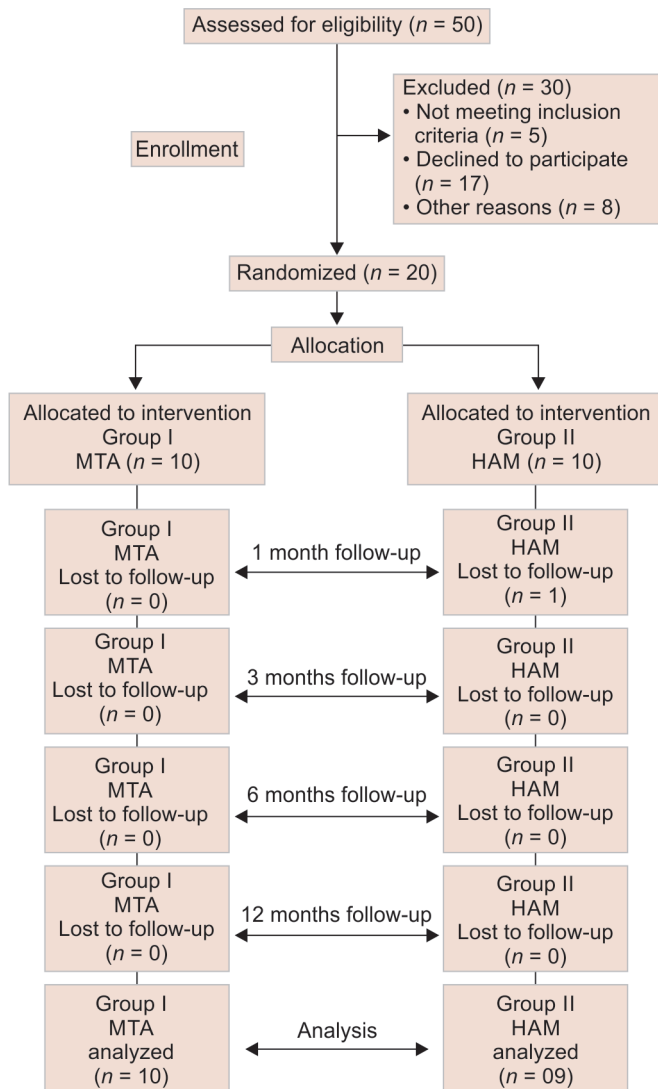 Assessed for eligibility (n = 50)
Excluded (n = 30)
• Not meeting inclusion
criteria (n = 5)
• Declined to participate
(n = 17)
• Other reasons (n = 8)
Enrollment
Randomized (n = 20)
Allocation
Allocated to intervention
Group I
MTA (n = 10)
Allocated to intervention
Group II
HAM (n = 10)
Group I
MTA
Lost to follow-up
(n = 0)
1 month follow-up
Group II
HAM
Lost to follow-up
(n = 1)
Group I
MTA
Lost to follow-up
(n = 0)
3 months follow-up
Group II
HAM
Lost to follow-up
(n = 0)
Group I
MTA
Lost to follow-up
(n = 0)
6 months follow-up
Group II
HAM
Lost to follow-up
(n = 0)
Group I
MTA
Lost to follow-up
(n = 0)
12 months follow-up
Group II
HAM
Lost to follow-up
(n = 0)
Group I
MTA
analyzed
(n = 10)
Analysis
Group II
HAM
analyzed
(n = 09)